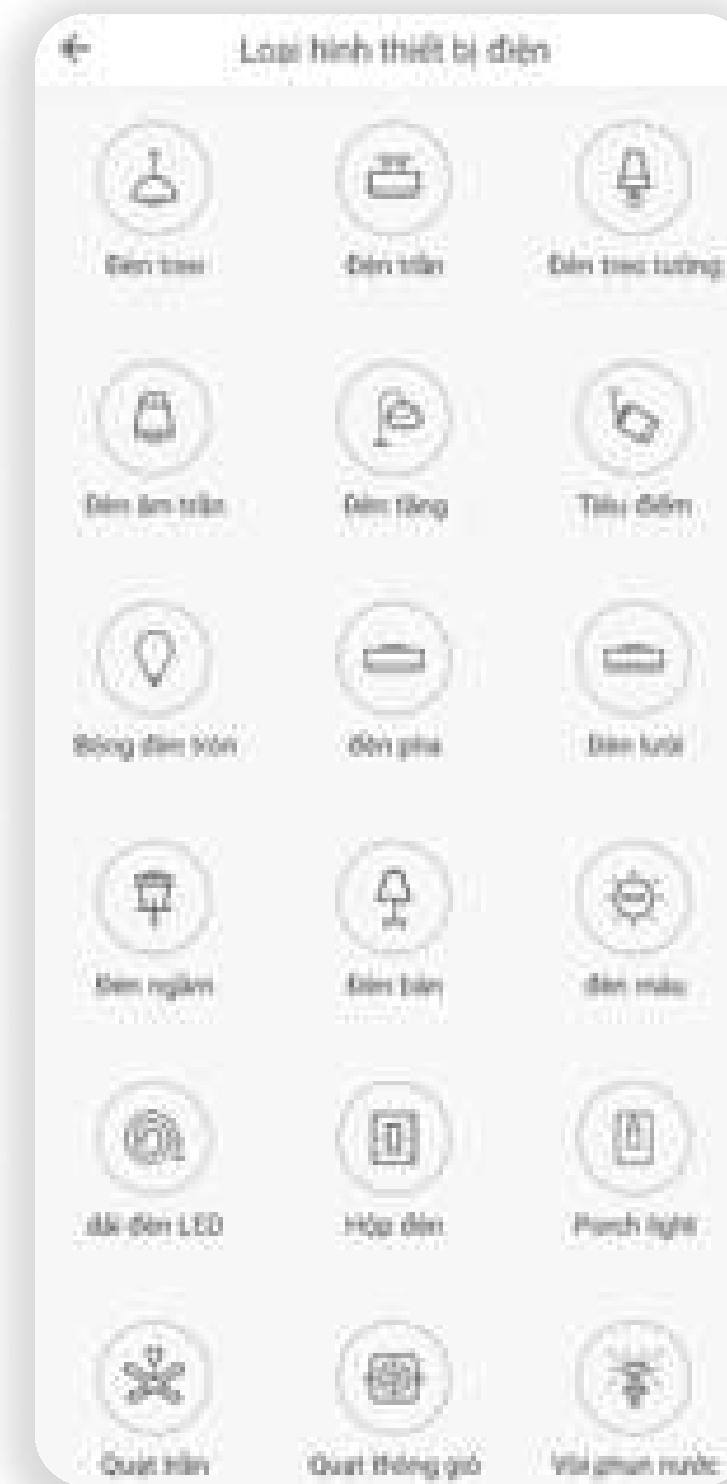 Loại hình thiết bị điện
Đèn treo
Đèn trần
Đèn treo tường
Đèn âm trần
Đèn tầng
Tiêu điểm
Bóng đèn tròn
đèn pha
Đèn lưới
Đèn ngầm
Đèn bàn
đèn màu
dải đèn LED
Hộp đèn
Porch light
Quạt trần
Quạt thông gió
Vòi phun nước